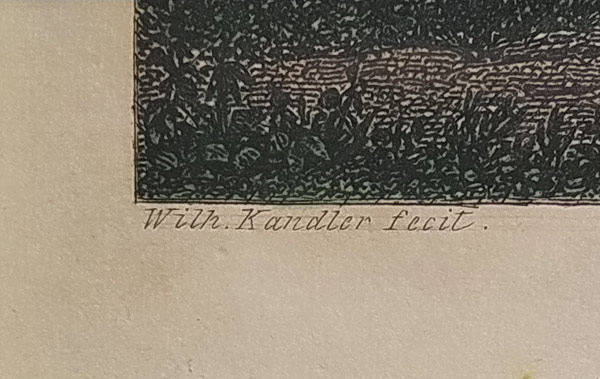 Wilh. Kandler fecit.